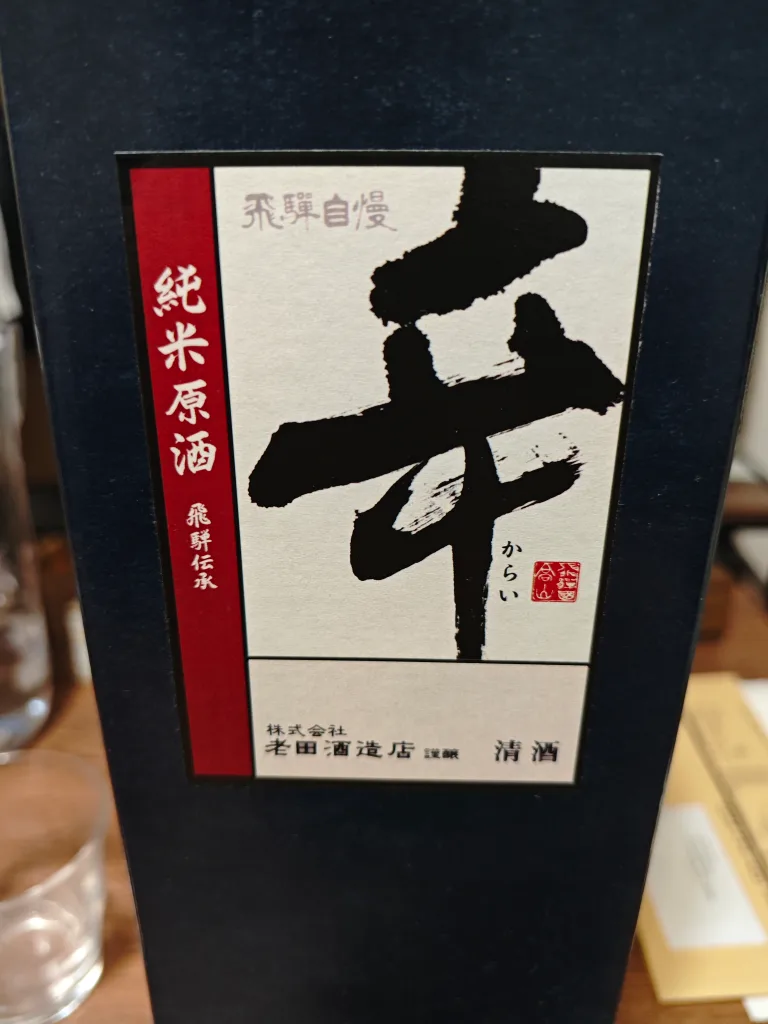 飛驒自慢
辛
からい
純米原酒
飛騨伝承
株式会社
老田酒造店 謹醸 清酒